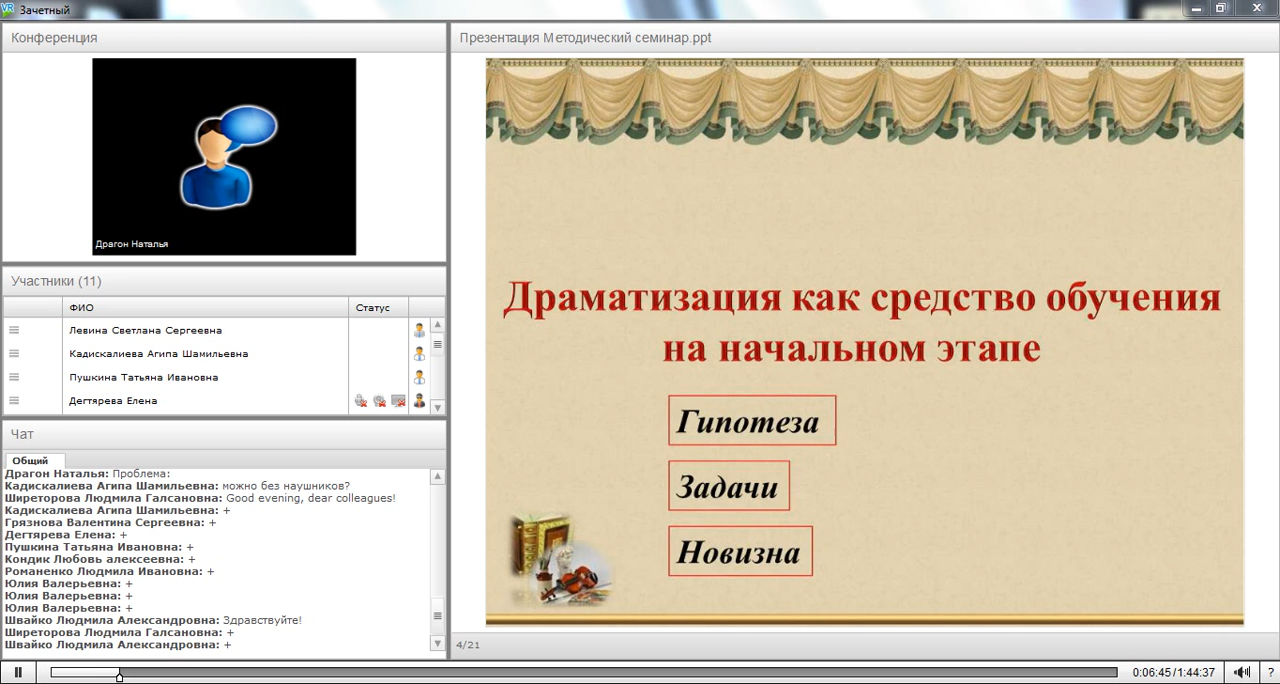 Зачетный
Конференция
Драгон Наталья
Участники (11)
ФИО Статус
Левина Светлана Сергеевна
Кадискалиева Агипа Шамильевна
Пушкина Татьяна Ивановна
Дегтярева Елена
Чат
Общий
Драгон Наталья: Проблема:
Кадискалиева Агипа Шамильевна: можно без наушников?
Ширеторова Людмила Галсановна: Good evening, dear colleagues!
Кадискалиева Агипа Шамильевна: +
Грязнова Валентина Сергеевна: +
Дегтярева Елена: +
Пушкина Татьяна Ивановна: +
Кондик Любовь алексеевна: +
Романенко Людмила Ивановна: +
Юлия Валерьевна: +
Юлия Валерьевна: +
Юлия Валерьевна: +
Швайко Людмила Александровна: Здравствуйте!
Ширеторова Людмила Галсановна: +
Швайко Людмила Александровна: +
Презентация Методический семинар.ppt
Драматизация как средство обучения
на начальном этапе
Гипотеза
Задачи
Новизна
4/21
0:06:45/1:44:37
?